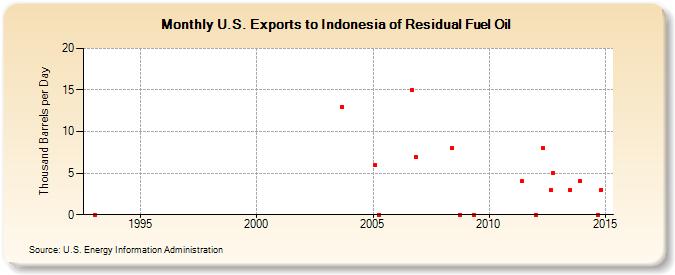 Monthly U.S. Exports to Indonesia of Residual Fuel Oil
Thousand Barrels per Day
20
15
10
5
0
1995 2000 2005 2010 2015
Source: U.S. Energy Information Administration